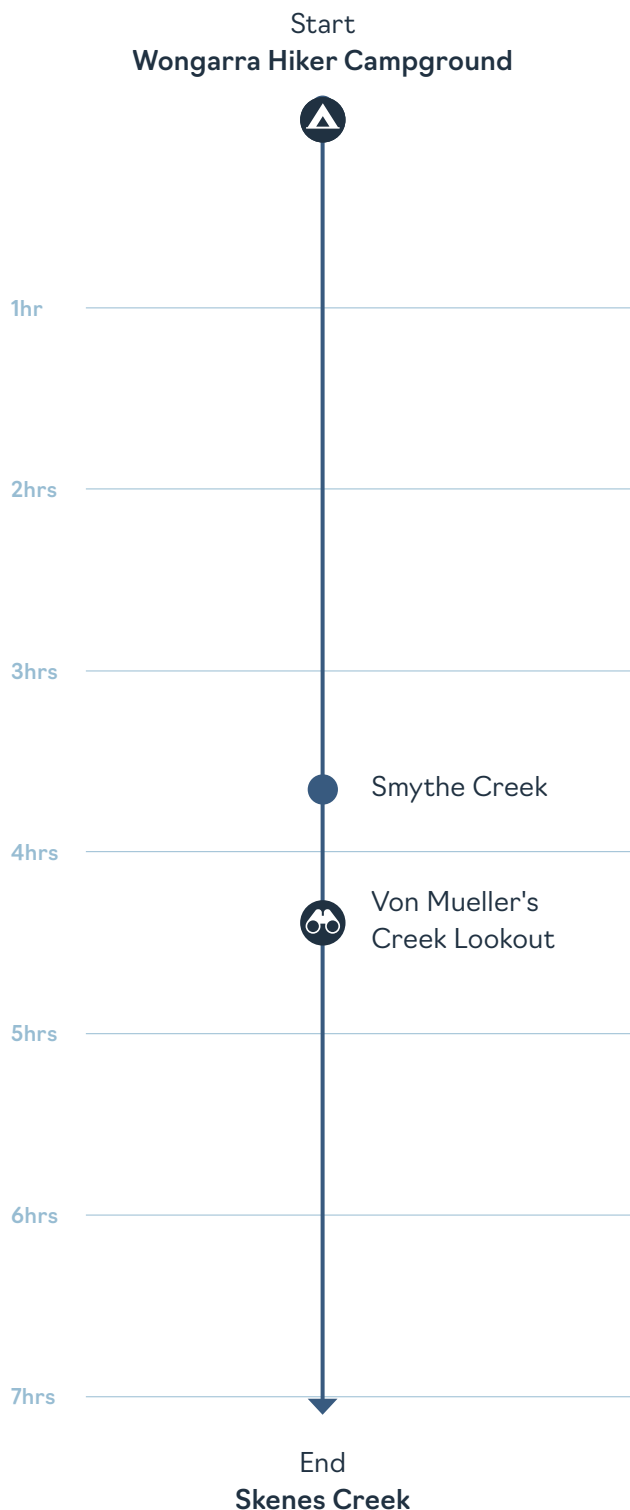 Start
Wongarra Hiker Campground
1hr
2hrs
3hrs
Smythe Creek
4hrs
Von Mueller's
Creek Lookout
5hrs
6hrs
7hrs
End
Skenes Creek